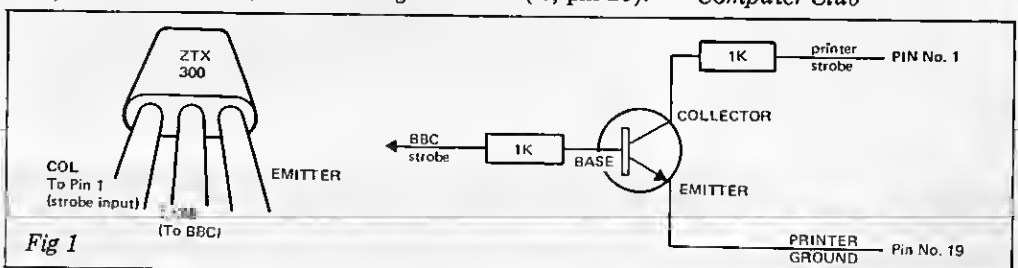 Computer Club
ZTX
300
COL
To Pin 1
(strobe input)
(To BBC)
EMITTER
Fig 1
BBC
strobe
1K
BASE
1K
printer
strobe
PIN No. 1
COLLECTOR
EMITTER
PRINTER
GROUND
Pin No. 19